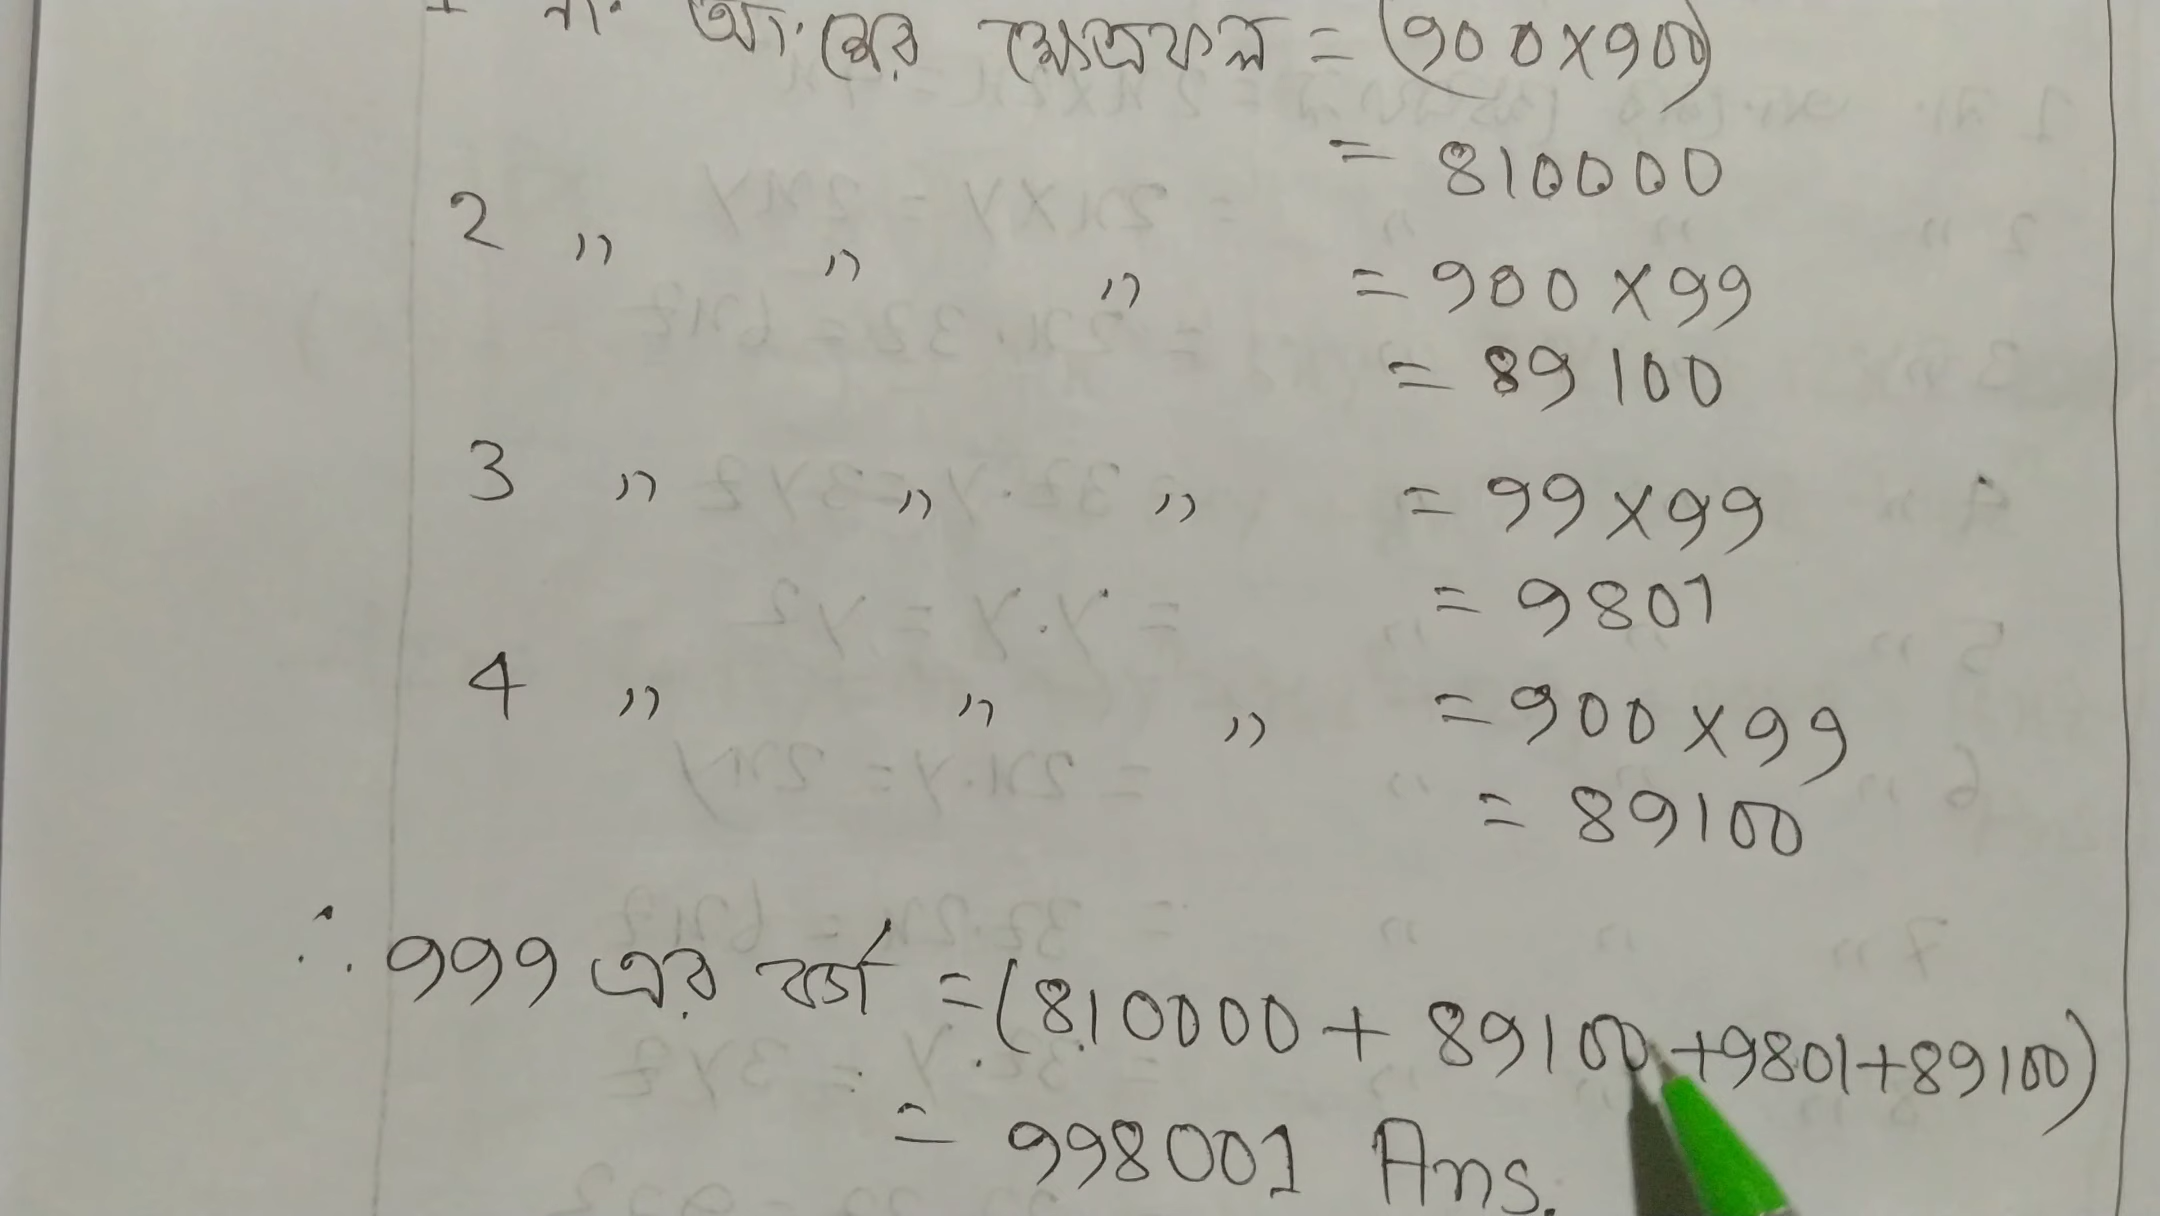 1 নং অংশের ক্ষেত্রফল = (900×900)
= 810000
2 ,, ,, ,, = 900×99
= 89100
3 ,, ,, ,, = 99×99
= 9801
4 ,, ,, ,, = 900×99
= 89100
∴ 999 এর বর্গ = (810000 + 89100 +9801+89100)
= 998001 Ans.